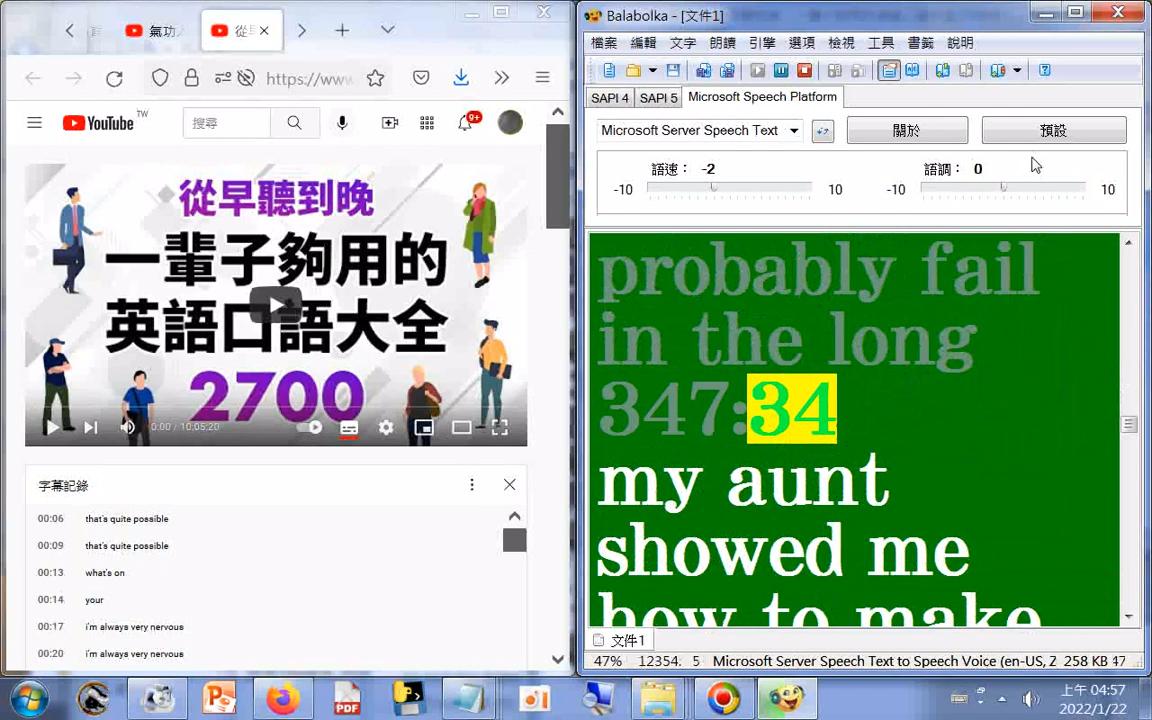 氣功
從
https://www
YouTube TW
搜尋
9+
從早聽到晚
一輩子夠用的
英語口語大全
2700
0:00 / 10:05:20
字幕記錄
00:06 that's quite possible
00:09 that's quite possible
00:13 what's on
00:14 your
00:17 i'm always very nervous
00:20 i'm always very nervous
Balabolka - [文件1]
檔案 編輯 文字 朗讀 引擎 選項 檢視 工具 書籤 說明
SAPI 4 SAPI 5 Microsoft Speech Platform
Microsoft Server Speech Text 關於 預設
語速： -2 語調： 0
-10 10 -10 10
probably fail
in the long
347:34
my aunt
showed me
how to make
文件1
47% 12354: 5 Microsoft Server Speech Text to Speech Voice (en-US, Z 258 KB 47
PDF
上午 04:57
2022/1/22